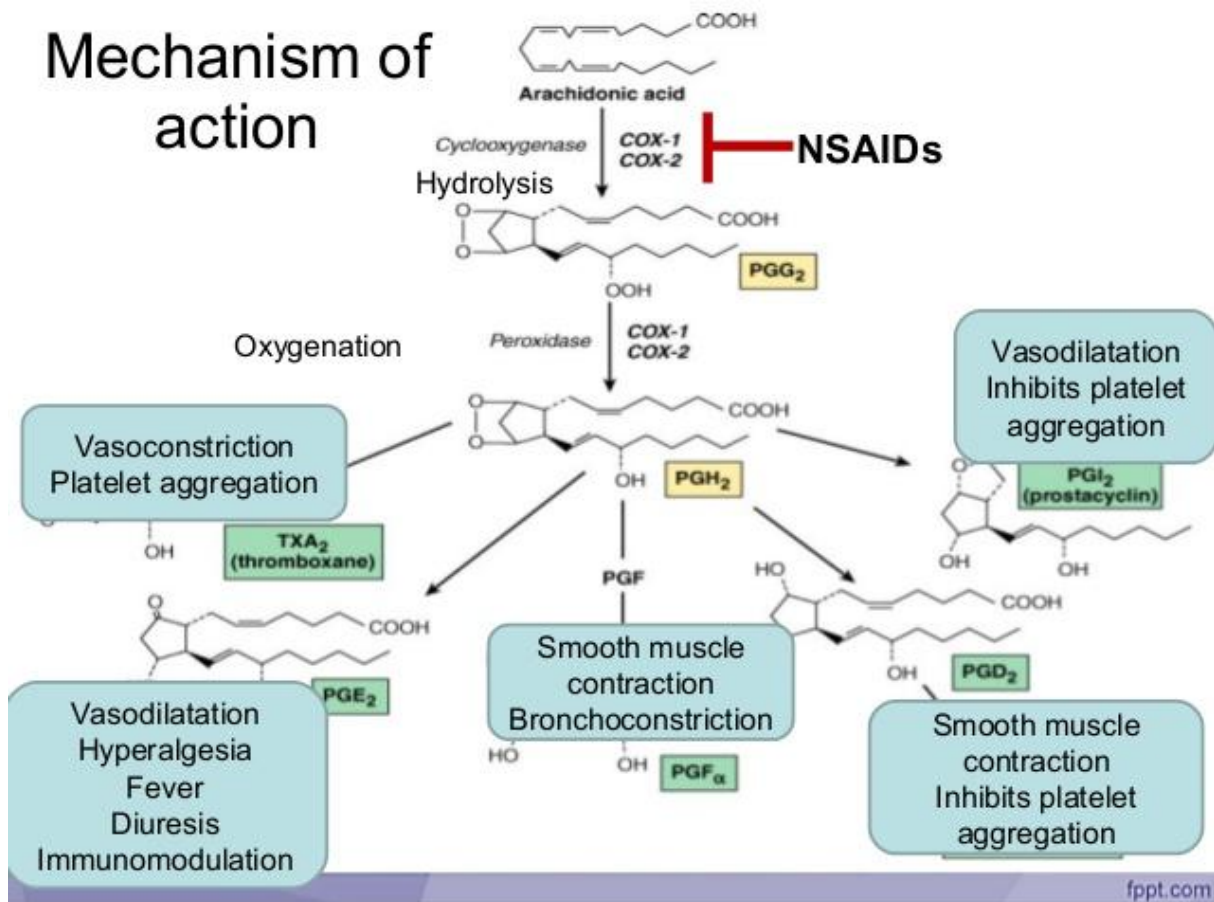 Mechanism of
action
COOH
Arachidonic acid
Cyclooxygenase
COX-1
COX-2
NSAIDs
Hydrolysis
O
O
COOH
PGG2
OOH
Oxygenation
Peroxidase
COX-1
COX-2
Vasodilatation
Inhibits platelet
aggregation
O
O
COOH
OH
PGH2
Vasoconstriction
Platelet aggregation
O
PGI2
(prostacyclin)
OH
OH
OH
TXA2
(thromboxane)
PGF
HO
O
COOH
COOH
Smooth muscle
contraction
Bronchoconstriction
OH
PGD2
PGE2
Vasodilatation
Hyperalgesia
Fever
Diuresis
Immunomodulation
HO
OH
PGFα
Smooth muscle
contraction
Inhibits platelet
aggregation
fppt.com